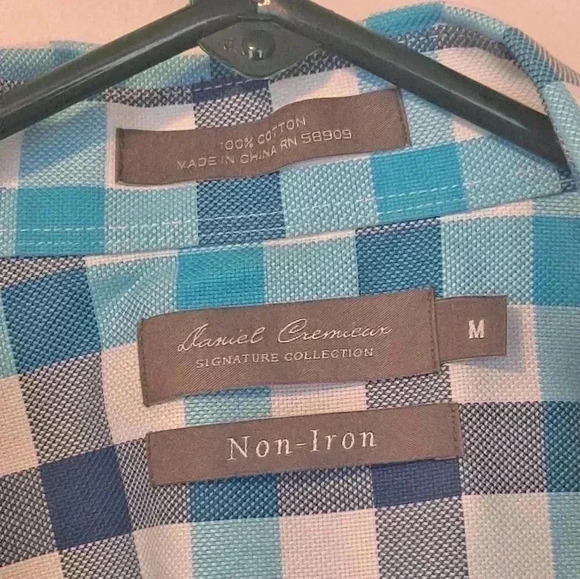 100% COTTON
MADE IN CHINA RN 58909
Daniel Cremieux
SIGNATURE COLLECTION
M
Non-Iron